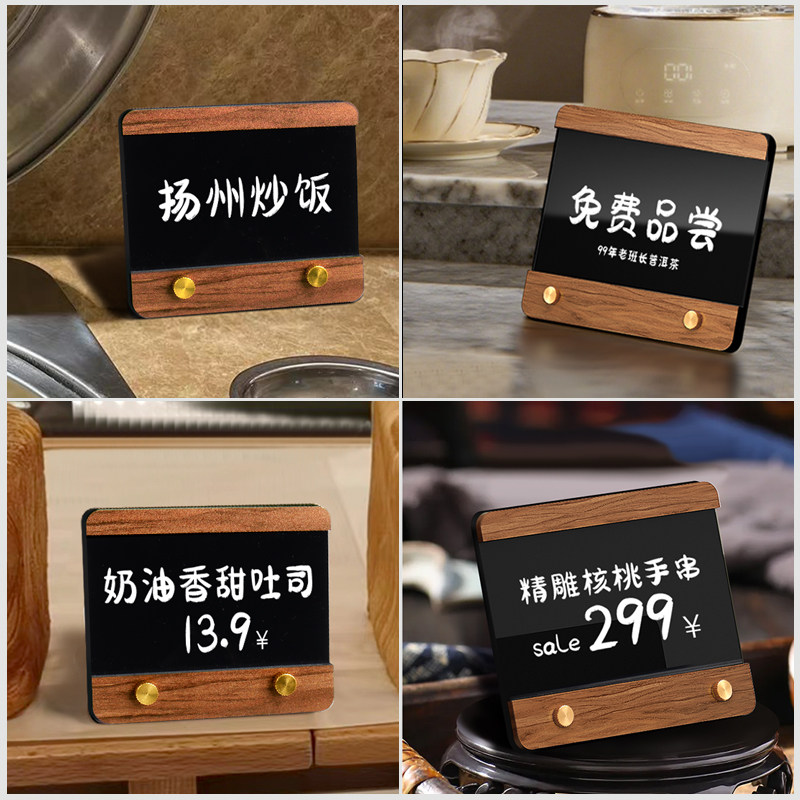 扬州炒饭
免费品尝
99年老班长普洱茶
奶油香甜吐司
13.9¥
精雕核桃手串
sale 299 ¥